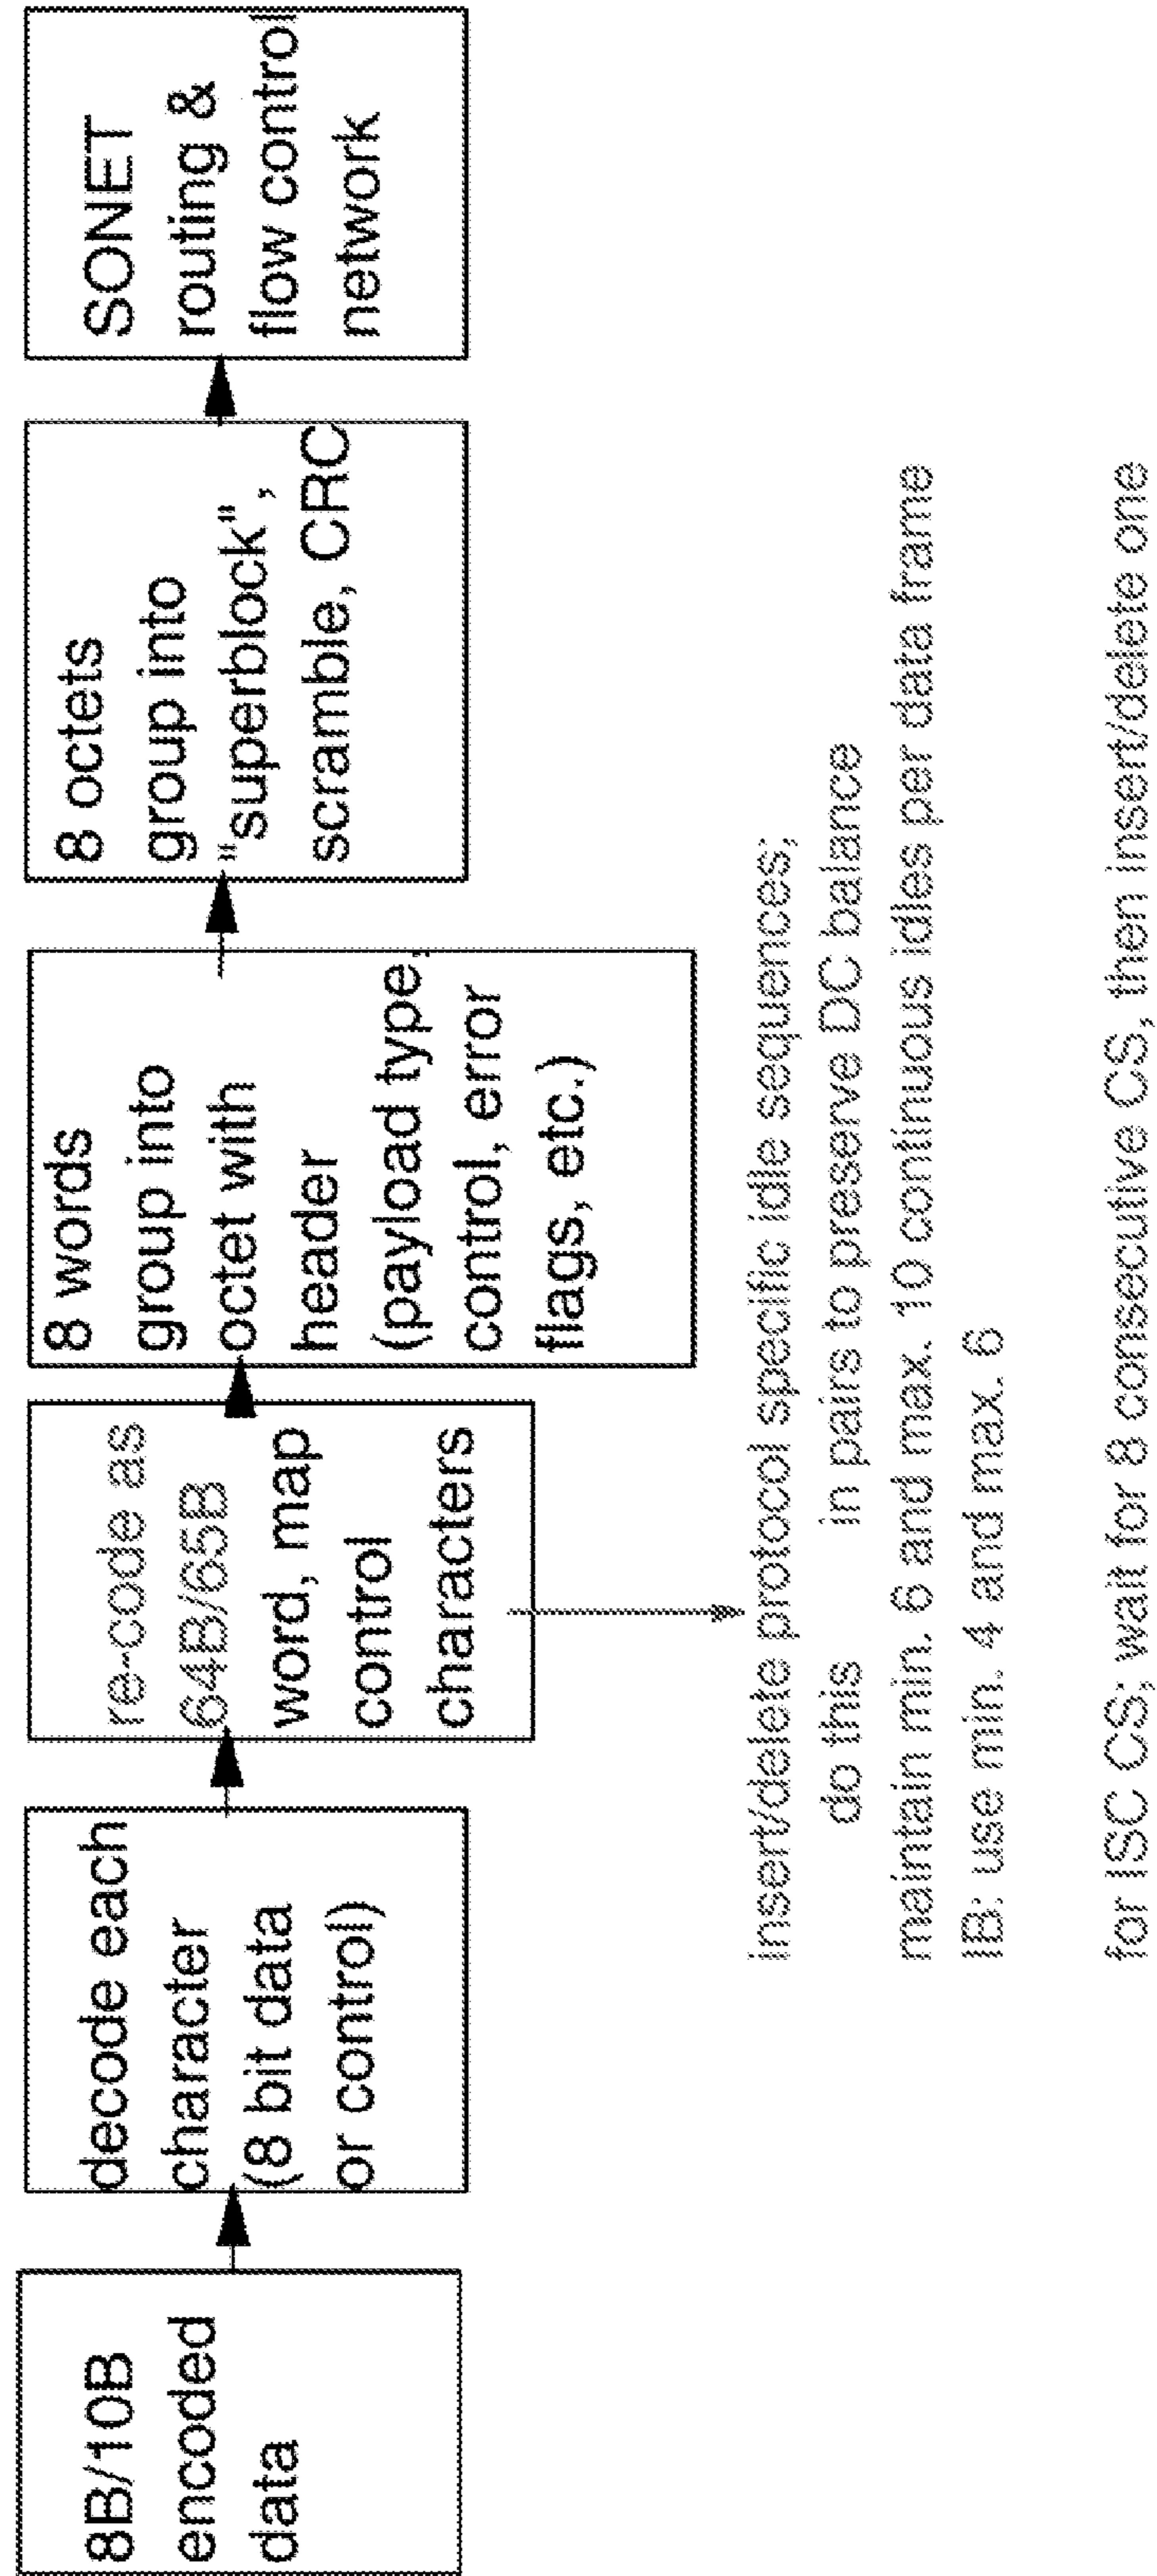 8B/10B
encoded
data
decode each
character
(8 bit data
or control)
re-code as
64B/65B
word, map
control
characters
8 words
group into
octet with
header
(payload type,
control, error
flags, etc.)
8 octets
group into
"superblock",
scramble, CRC
SONET
routing &
flow control
network
insert/delete protocol specific idle sequences;
do this in pairs to preserve DC balance
maintain min. 6 and max. 10 continuous idles per data frame
IB: use min. 4 and max. 6
for ISC CS; wait for 8 consecutive CS, then insert/delete one